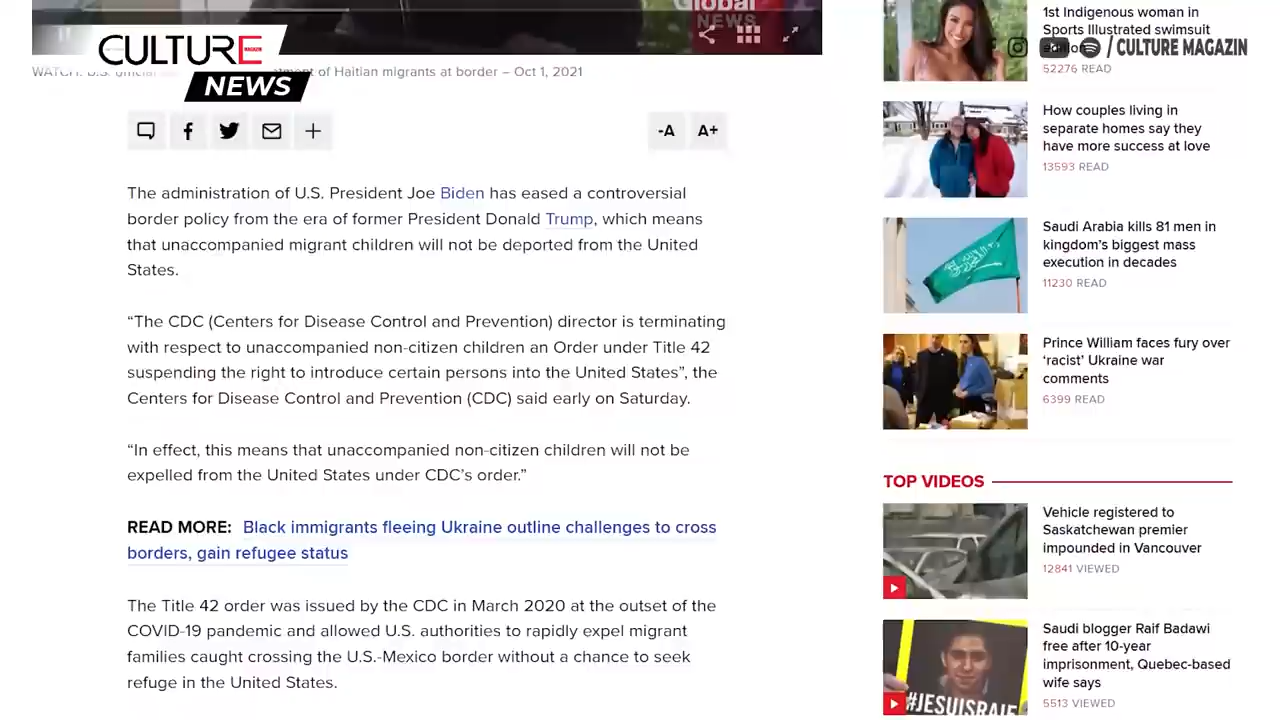 Global
NEWS
CULTURE
MAGAZIN
NEWS
WATCH: U.S.
atment of Haitian migrants at border – Oct 1, 2021
-A A+
The administration of U.S. President Joe Biden has eased a controversial
border policy from the era of former President Donald Trump, which means
that unaccompanied migrant children will not be deported from the United
States.
“The CDC (Centers for Disease Control and Prevention) director is terminating
with respect to unaccompanied non-citizen children an Order under Title 42
suspending the right to introduce certain persons into the United States”, the
Centers for Disease Control and Prevention (CDC) said early on Saturday.
“In effect, this means that unaccompanied non-citizen children will not be
expelled from the United States under CDC’s order.”
READ MORE: Black immigrants fleeing Ukraine outline challenges to cross
borders, gain refugee status
The Title 42 order was issued by the CDC in March 2020 at the outset of the
COVID-19 pandemic and allowed U.S. authorities to rapidly expel migrant
families caught crossing the U.S.-Mexico border without a chance to seek
refuge in the United States.
1st Indigenous woman in
Sports Illustrated swimsuit
/ CULTURE MAGAZIN
52276 READ
How couples living in
separate homes say they
have more success at love
13593 READ
Saudi Arabia kills 81 men in
kingdom’s biggest mass
execution in decades
11230 READ
Prince William faces fury over
‘racist’ Ukraine war
comments
6399 READ
TOP VIDEOS
Vehicle registered to
Saskatchewan premier
impounded in Vancouver
12841 VIEWED
Saudi blogger Raif Badawi
free after 10-year
imprisonment, Quebec-based
wife says
5513 VIEWED
#JESUISRAIF